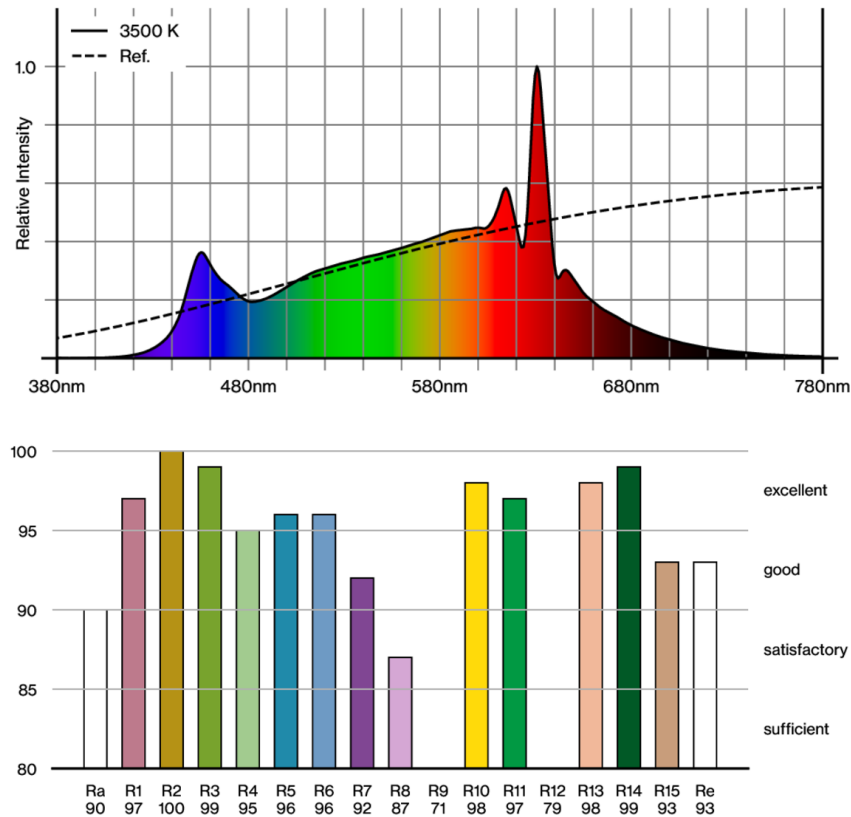 3500 K
Ref.
1.0
Relative Intensity
380nm 480nm 580nm 680nm 780nm
100
excellent
95
good
90
satisfactory
85
sufficient
80
Ra R1 R2 R3 R4 R5 R6 R7 R8 R9 R10 R11 R12 R13 R14 R15 Re
90 97 100 99 95 96 96 92 87 71 98 97 79 98 99 93 93